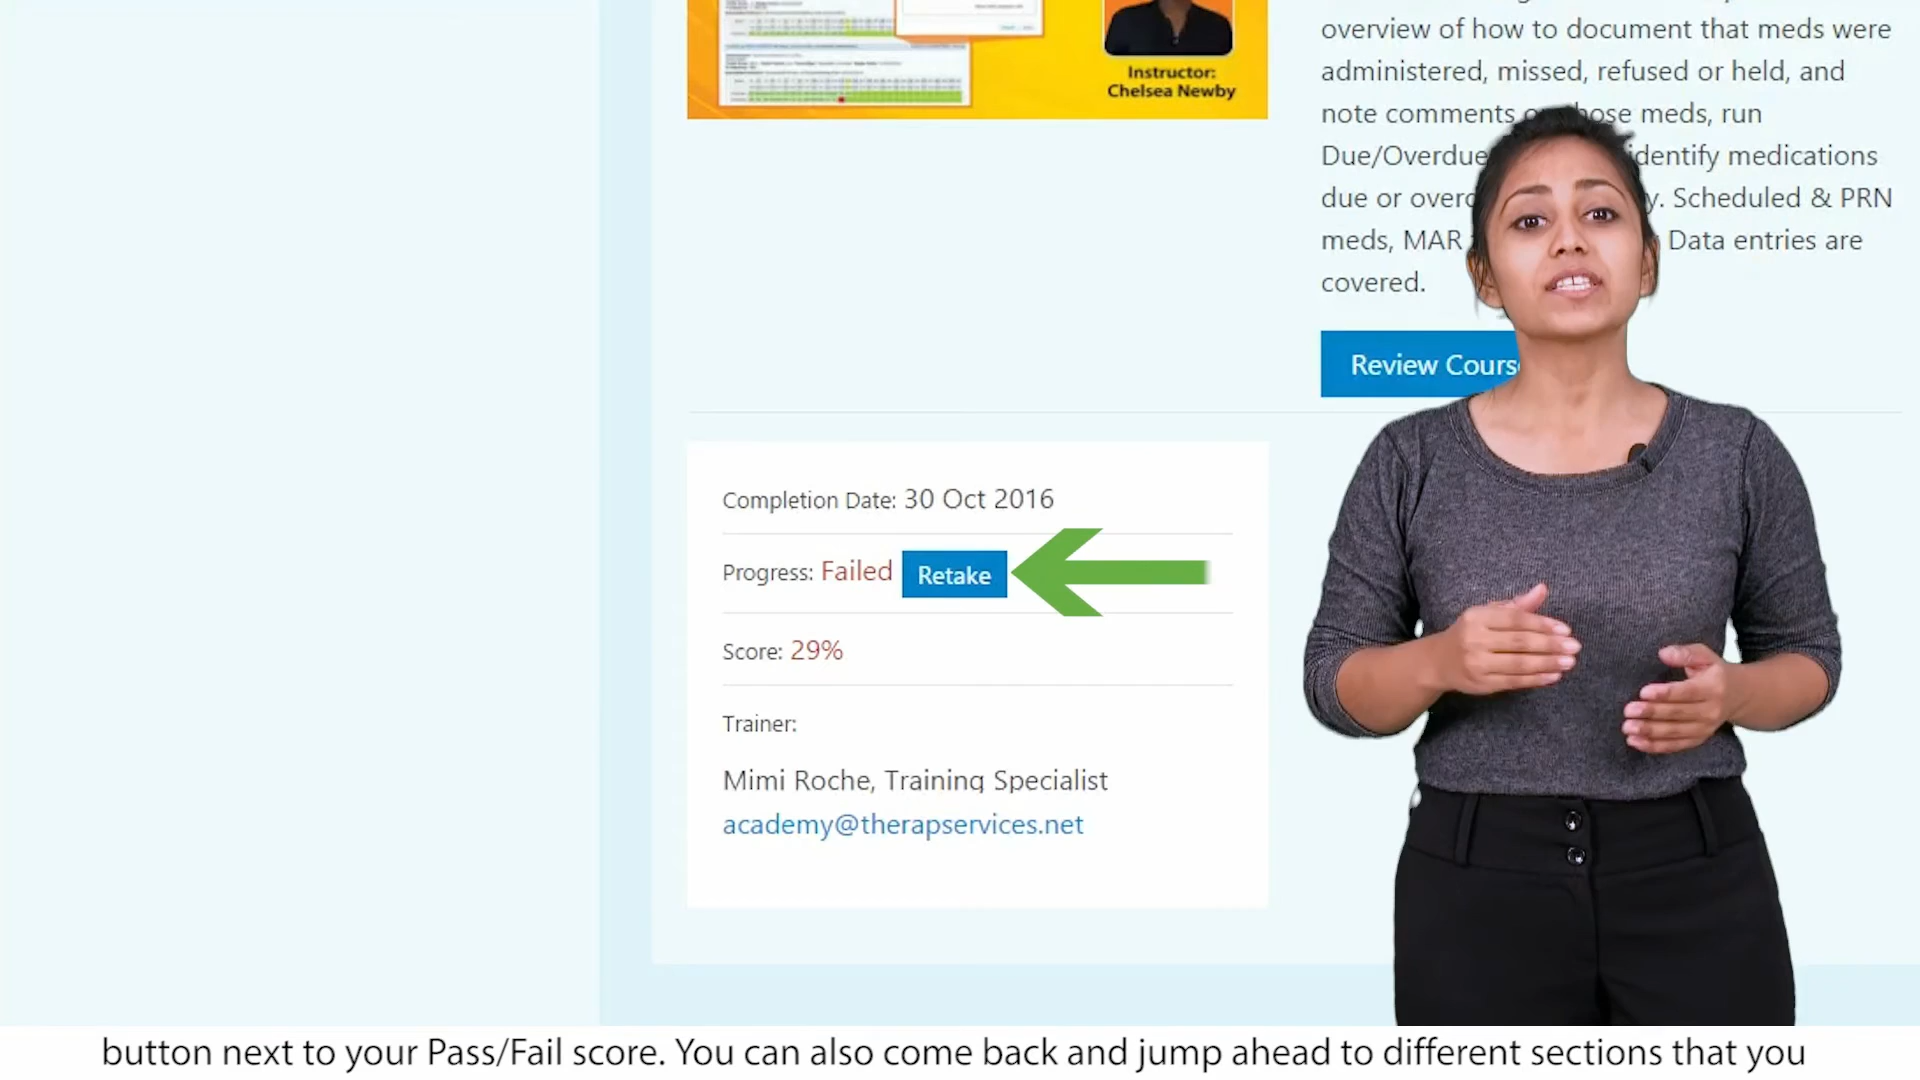 Instructor:
Chelsea Newby
overview of how to document that meds were
administered, missed, refused or held, and
note comments those meds, run
Due/Overdue identify medications
due or Scheduled & PRN
meds, MAR Data entries are
covered.
Review Course
Completion Date: 30 Oct 2016
Progress: Failed Retake
Score: 29%
Trainer:
Mimi Roche, Training Specialist
academy@therapservices.net
button next to your Pass/Fail score. You can also come back and jump ahead to different sections that you